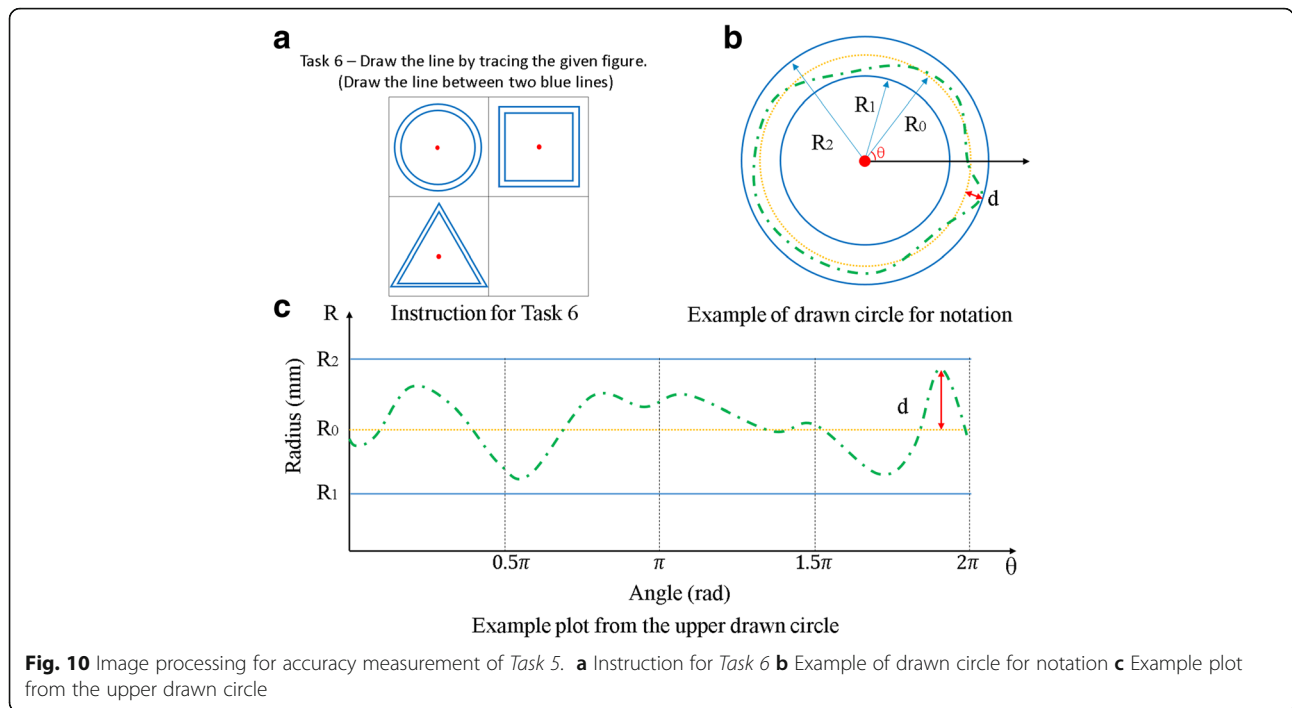 a
Task 6 – Draw the line by tracing the given figure.
(Draw the line between two blue lines)
Instruction for Task 6
b
R₁
R₀
R₂
θ
d
Example of drawn circle for notation
c
R
R₂
R₀
R₁
Radius (mm)
d
0.5π
π
1.5π
2π
θ
Angle (rad)
Example plot from the upper drawn circle
Fig. 10 Image processing for accuracy measurement of Task 5. a Instruction for Task 6 b Example of drawn circle for notation c Example plot
from the upper drawn circle